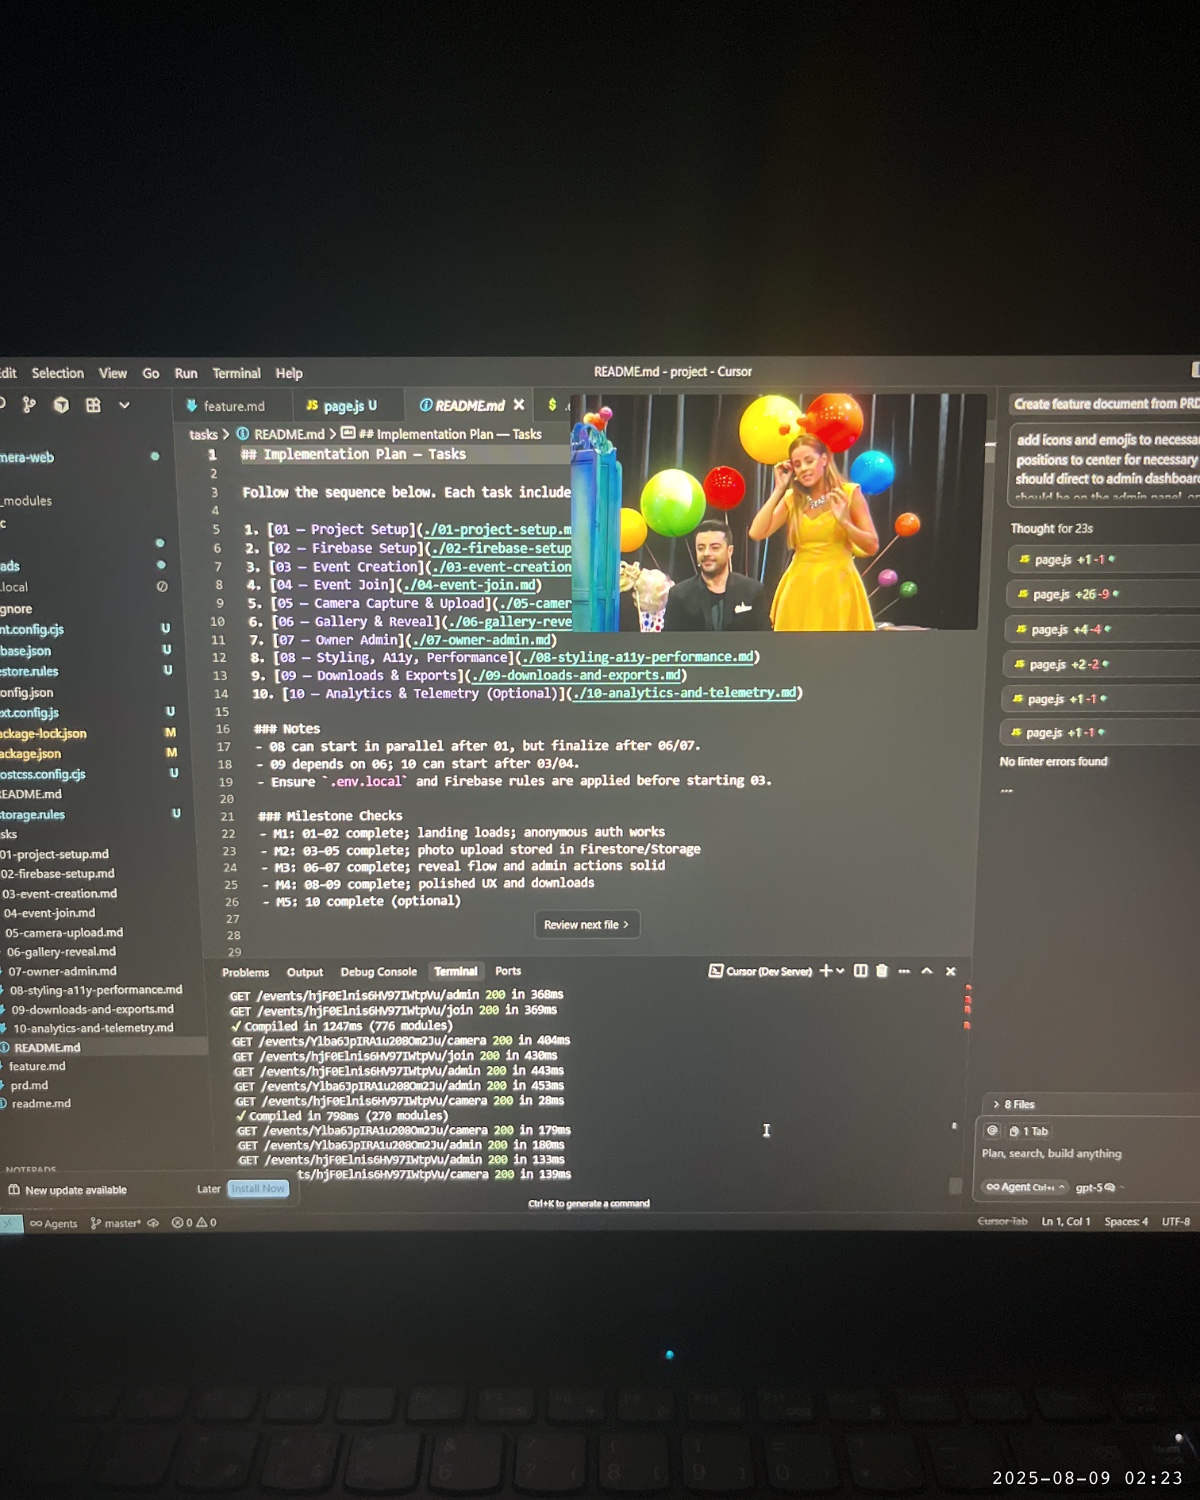 Selection View Go Run Terminal Help
README.md - project - Cursor
feature.md
JS page.js U
README.md
$
tasks > README.md > ## Implementation Plan — Tasks
1 ## Implementation Plan — Tasks
2
3 Follow the sequence below. Each task include
4
5 1. [01 — Project Setup](./01-project-setup.m
6 2. [02 — Firebase Setup](./02-firebase-setup
7 3. [03 — Event Creation](./03-event-creation
8 4. [04 — Event Join](./04-event-join.md)
9 5. [05 — Camera Capture & Upload](./05-camer
10 6. [06 — Gallery & Reveal](./06-gallery-reve
11 7. [07 — Owner Admin](./07-owner-admin.md)
12 8. [08 — Styling, A11y, Performance](./08-styling-a11y-performance.md)
13 9. [09 — Downloads & Exports](./09-downloads-and-exports.md)
14 10. [10 — Analytics & Telemetry (Optional)](./10-analytics-and-telemetry.md)
15
16 ### Notes
17 - 08 can start in parallel after 01, but finalize after 06/07.
18 - 09 depends on 06; 10 can start after 03/04.
19 - Ensure `.env.local` and Firebase rules are applied before starting 03.
20
21 ### Milestone Checks
22 - M1: 01–02 complete; landing loads; anonymous auth works
23 - M2: 03–05 complete; photo upload stored in Firestore/Storage
24 - M3: 06–07 complete; reveal flow and admin actions solid
25 - M4: 08–09 complete; polished UX and downloads
26 - M5: 10 complete (optional)
27
28
29
Review next file >
mera-web
_modules
c
ads
.local
gnore
nt.config.cjs U
base.json U
estore.rules U
onfig.json
ext.config.js U
ackage-lock.json M
ackage.json M
ostcss.config.cjs U
README.md
storage.rules U
sks
01-project-setup.md
02-firebase-setup.md
03-event-creation.md
04-event-join.md
05-camera-upload.md
06-gallery-reveal.md
07-owner-admin.md
08-styling-a11y-performance.md
09-downloads-and-exports.md
10-analytics-and-telemetry.md
README.md
feature.md
prd.md
readme.md
NOTEPADS
New update available Later Install Now
Problems Output Debug Console Terminal Ports
Cursor (Dev Server)
GET /events/hjF0Elnis6HV97IWtpVu/admin 200 in 368ms
GET /events/hjF0Elnis6HV97IWtpVu/join 200 in 369ms
✓ Compiled in 1247ms (776 modules)
GET /events/Ylba6JpIRA1u208Om2Ju/camera 200 in 404ms
GET /events/hjF0Elnis6HV97IWtpVu/join 200 in 430ms
GET /events/hjF0Elnis6HV97IWtpVu/admin 200 in 443ms
GET /events/Ylba6JpIRA1u208Om2Ju/admin 200 in 453ms
GET /events/hjF0Elnis6HV97IWtpVu/camera 200 in 28ms
✓ Compiled in 798ms (270 modules)
GET /events/Ylba6JpIRA1u208Om2Ju/camera 200 in 179ms
GET /events/Ylba6JpIRA1u208Om2Ju/admin 200 in 180ms
GET /events/hjF0Elnis6HV97IWtpVu/admin 200 in 133ms
ts/hjF0Elnis6HV97IWtpVu/camera 200 in 139ms
Ctrl+K to generate a command
Create feature document from PRD
add icons and emojis to necessa
positions to center for necessary
should direct to admin dashboar
should be on the admin panel
Thought for 23s
JS page.js +1 -1
JS page.js +26 -9
JS page.js +4 -4
JS page.js +2 -2
JS page.js +1 -1
JS page.js +1 -1
No linter errors found
...
> 8 Files
@ 1 Tab
Plan, search, build anything
∞ Agent Ctrl+I gpt-5
Agents master* 0 0
Cursor Tab Ln 1, Col 1 Spaces: 4 UTF-8
2025-08-09 02:23